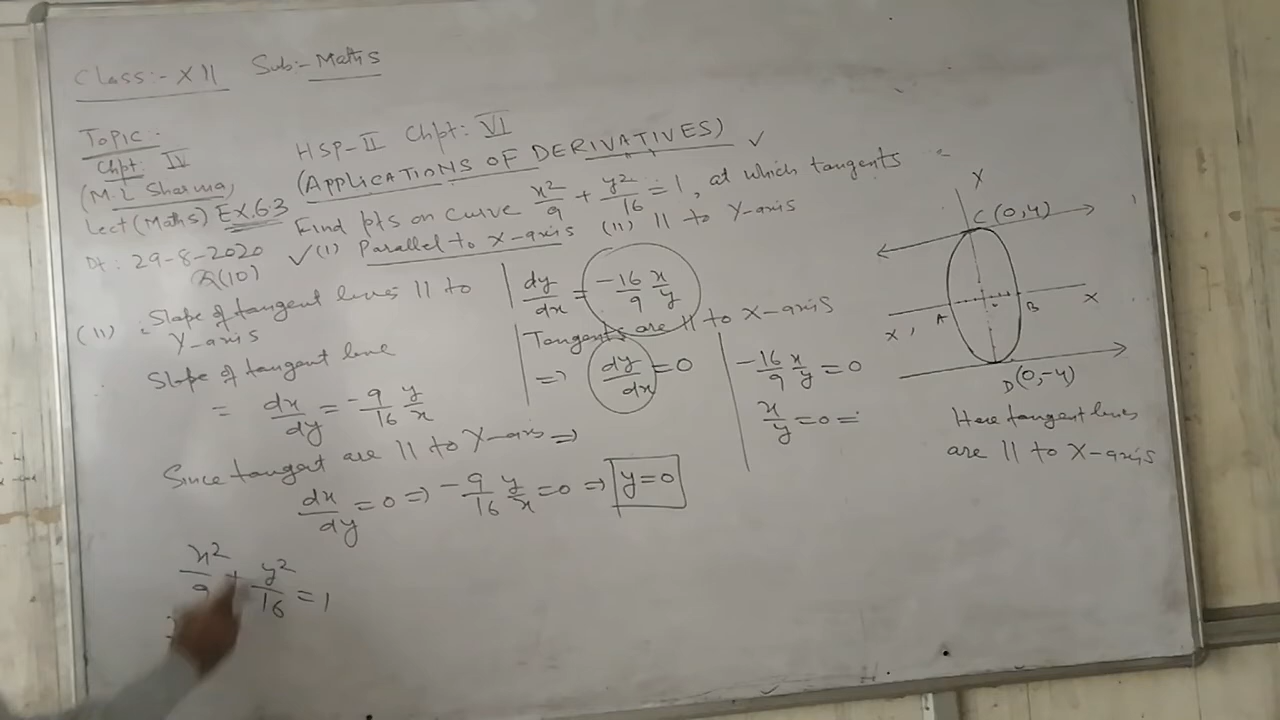 Class:- XII Sub:- Maths
Topic:-
Chpt: IV
(M.L Sharma,
Lect (Maths)
Dt: 29-8-2020
HSP-II Chpt: VI
(APPLICATIONS OF DERIVATIVES) ✓
EX.6.3 Find pts on curve x²/9 + y²/16 = 1, at which tangents
Q(10) ✓(I) Parallel to X-axis (II) || to Y-axis
(II) Slope of tangent lines || to
Y-axis
Slope of tangent line
= dx/dy = -9/16 y/x
Since tangent are || to Y-axis =>
dx/dy = 0 => -9/16 y/x = 0 => y=0
x²/9 + y²/16 = 1
dy/dx = -16/9 x/y
Tangents are || to X-axis
=> dy/dx = 0
-16/9 x/y = 0
x/y = 0 =
Y
C(0,4)
X'
A
B
X
D(0,-4)
Here tangent lines
are || to X-axis